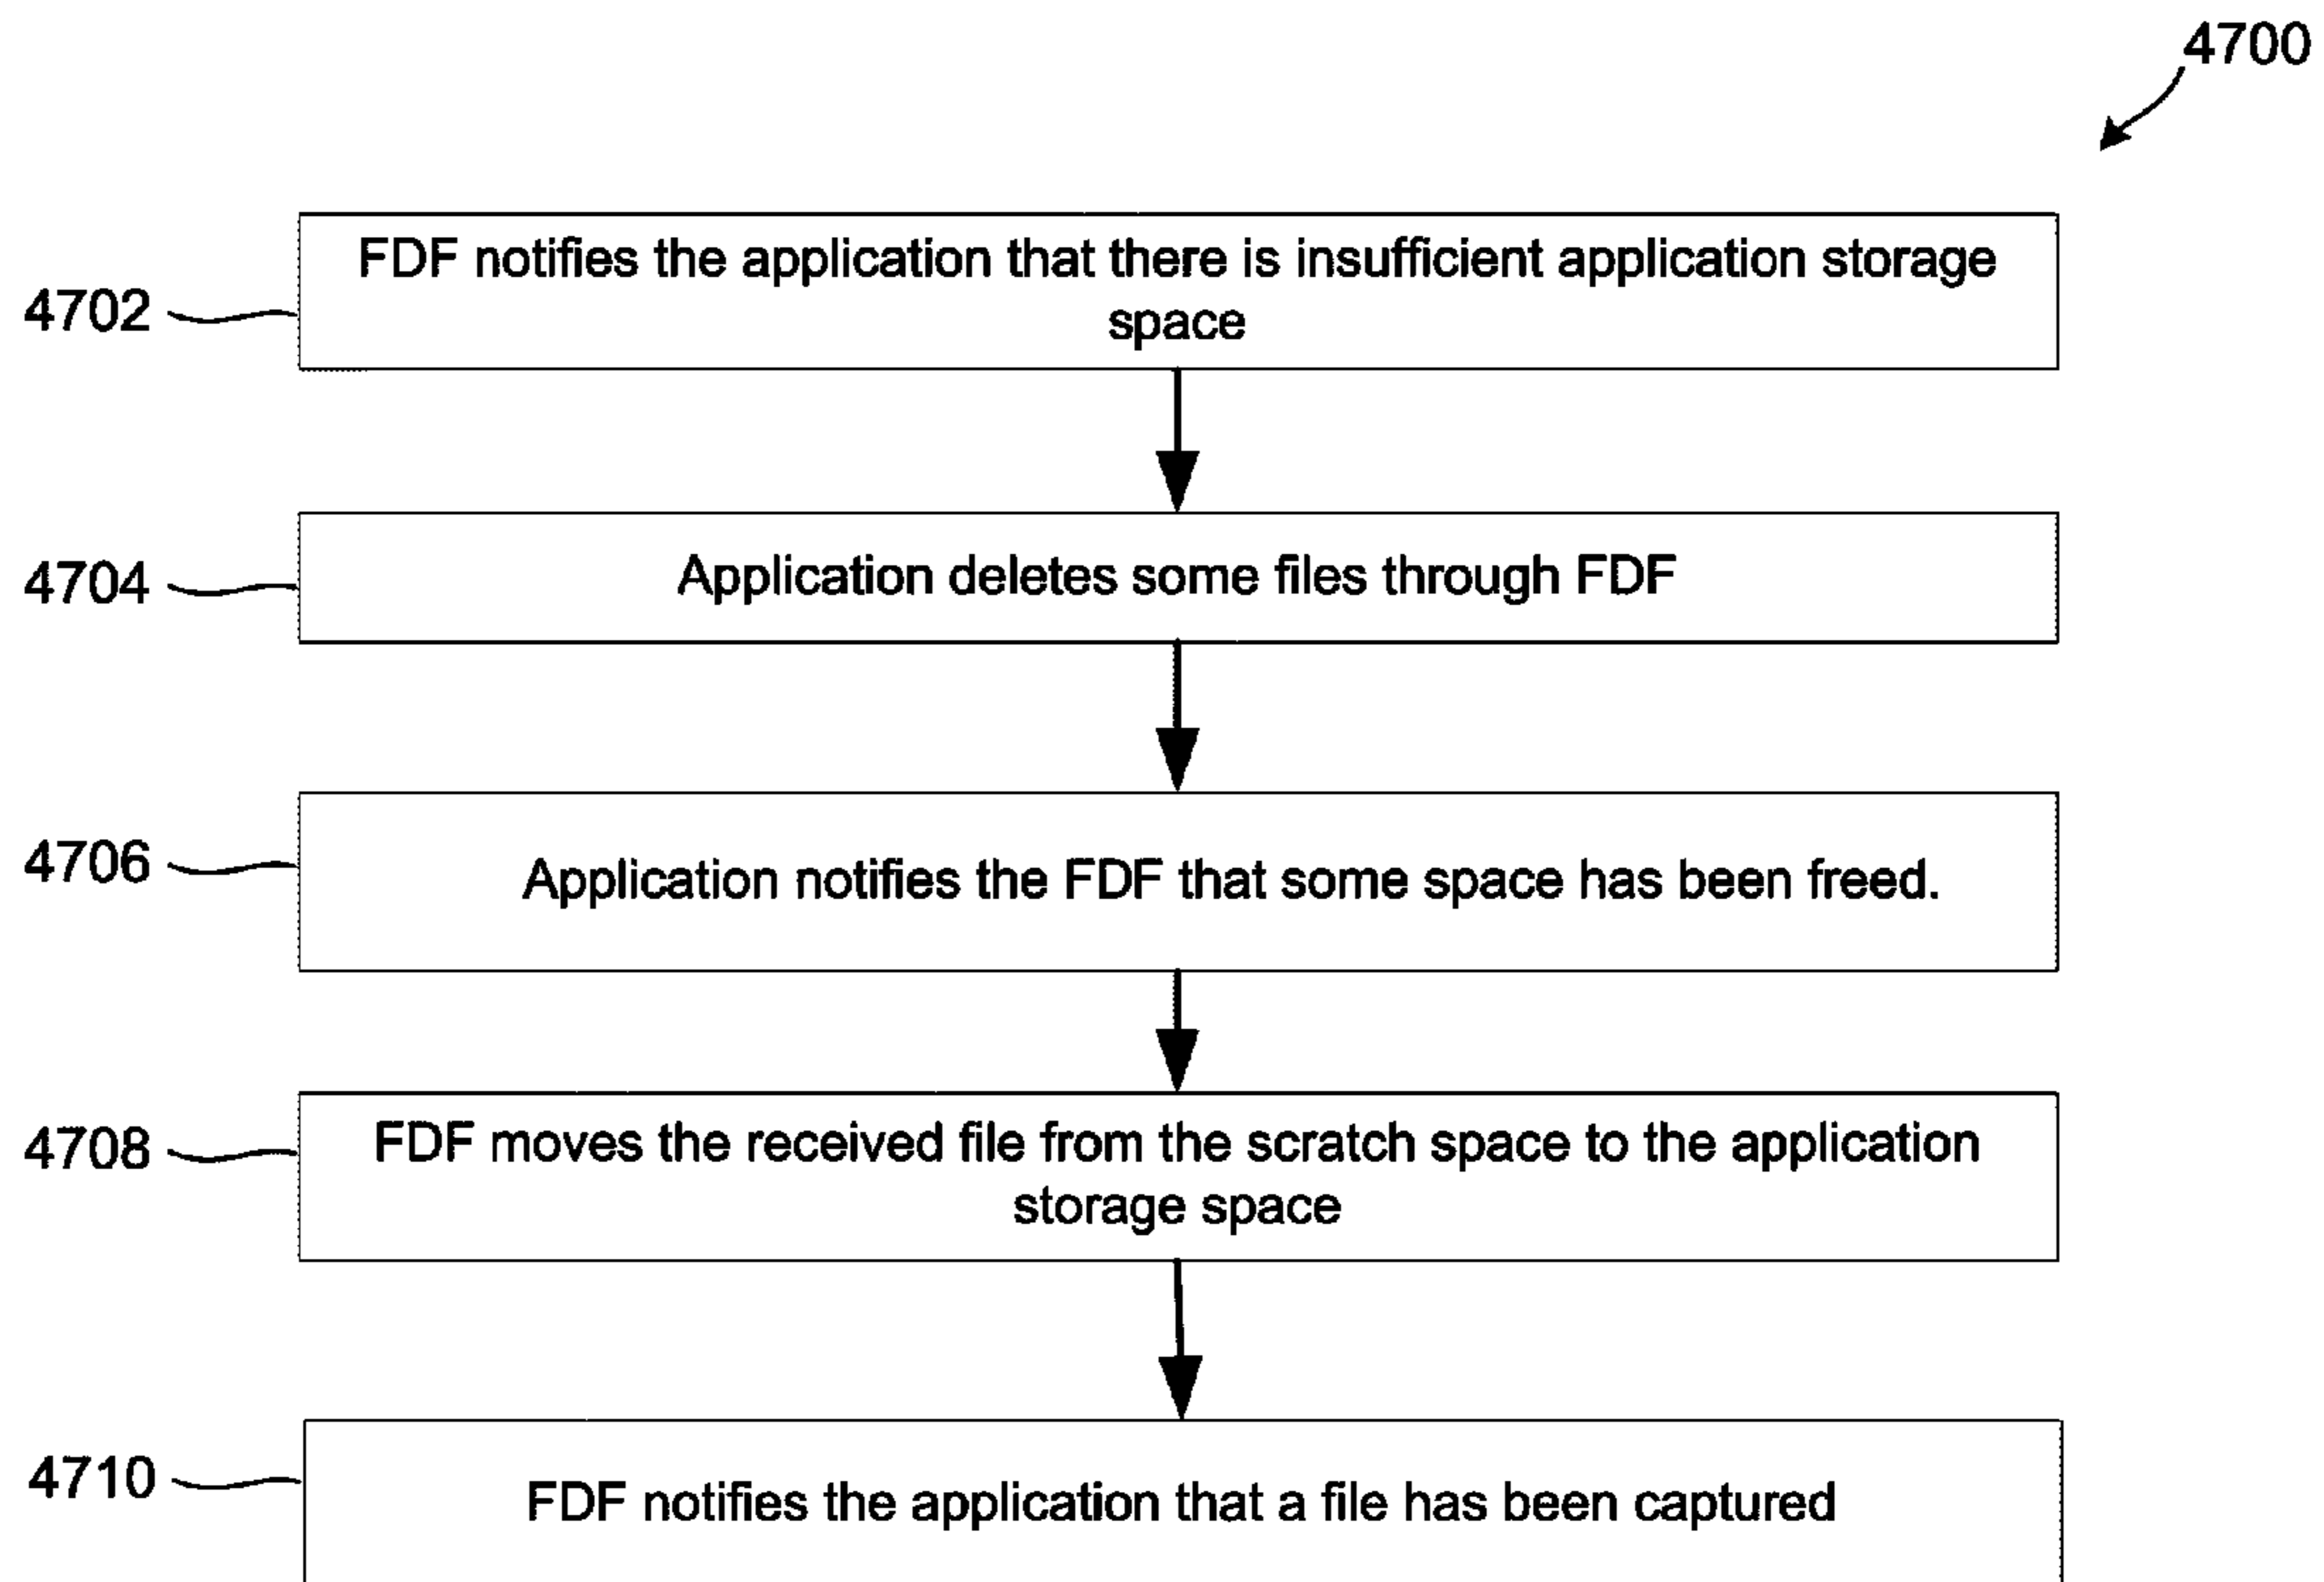 4700
FDF notifies the application that there is insufficient application storage
space
4702
Application deletes some files through FDF
4704
Application notifies the FDF that some space has been freed.
4706
FDF moves the received file from the scratch space to the application
storage space
4708
FDF notifies the application that a file has been captured
4710